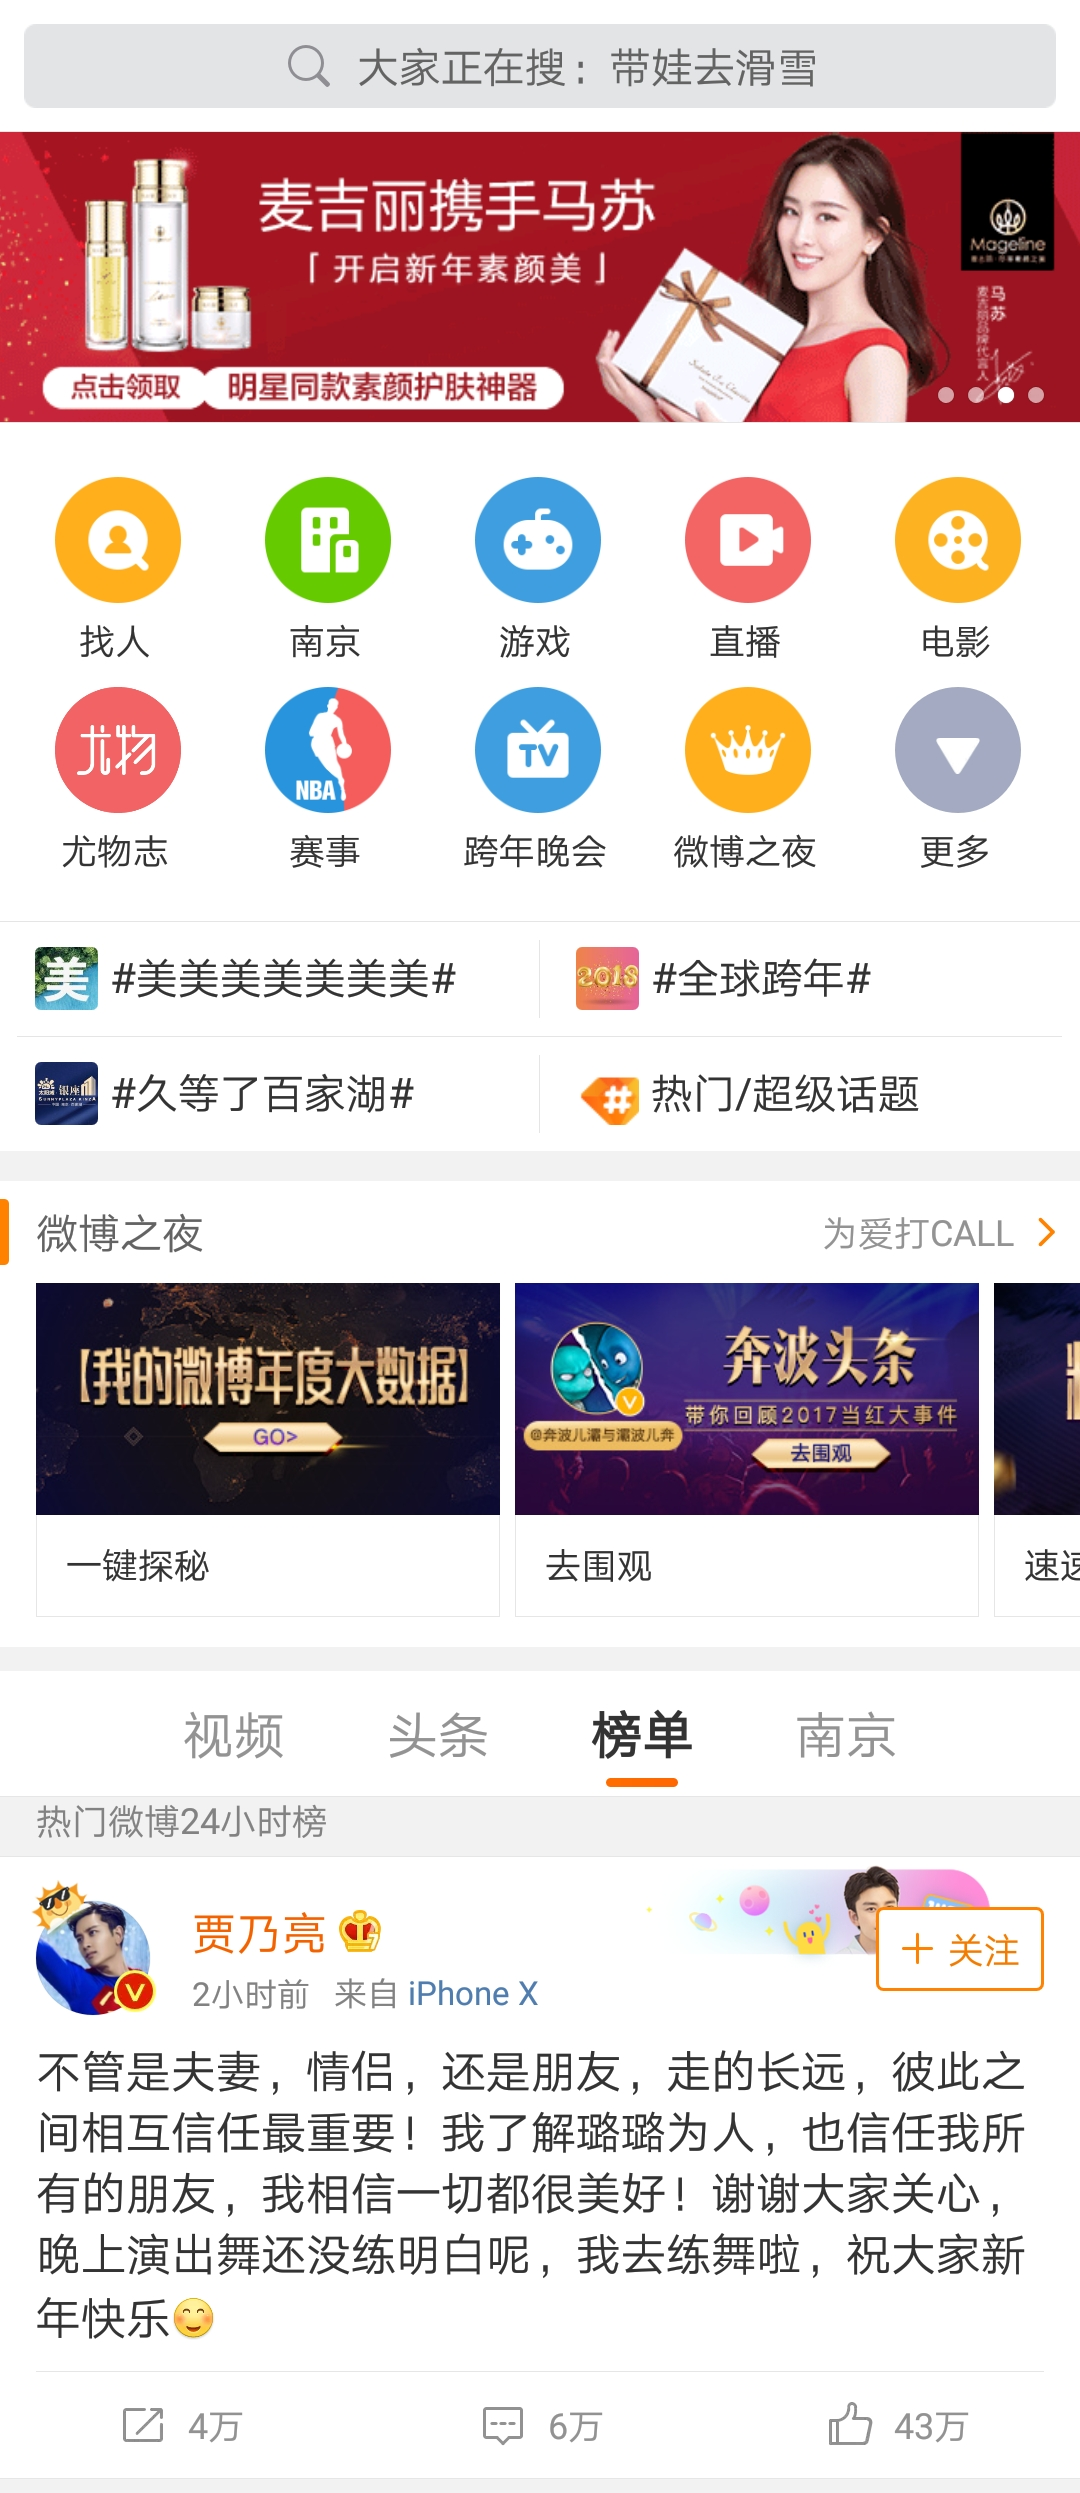 大家正在搜：带娃去滑雪
麦吉丽携手马苏
「开启新年素颜美」
点击领取 明星同款素颜护肤神器
Mageline
马苏
麦吉丽品牌代言人
找人 南京 游戏 直播 电影
尤物 NBA TV
尤物志 赛事 跨年晚会 微博之夜 更多
美 #美美美美美美美# 2018 #全球跨年#
银座 #久等了百家湖# # 热门/超级话题
微博之夜 为爱打CALL
【我的微博年度大数据】
GO>
奔波头条
带你回顾2017当红大事件
@奔波儿灞与灞波儿奔
去围观
一键探秘 去围观 速速
视频 头条 榜单 南京
热门微博24小时榜
贾乃亮
+ 关注
2小时前 来自 iPhone X
不管是夫妻，情侣，还是朋友，走的长远，彼此之
间相互信任最重要！我了解璐璐为人，也信任我所
有的朋友，我相信一切都很美好！谢谢大家关心，
晚上演出舞还没练明白呢，我去练舞啦，祝大家新
年快乐😊
4万 6万 43万